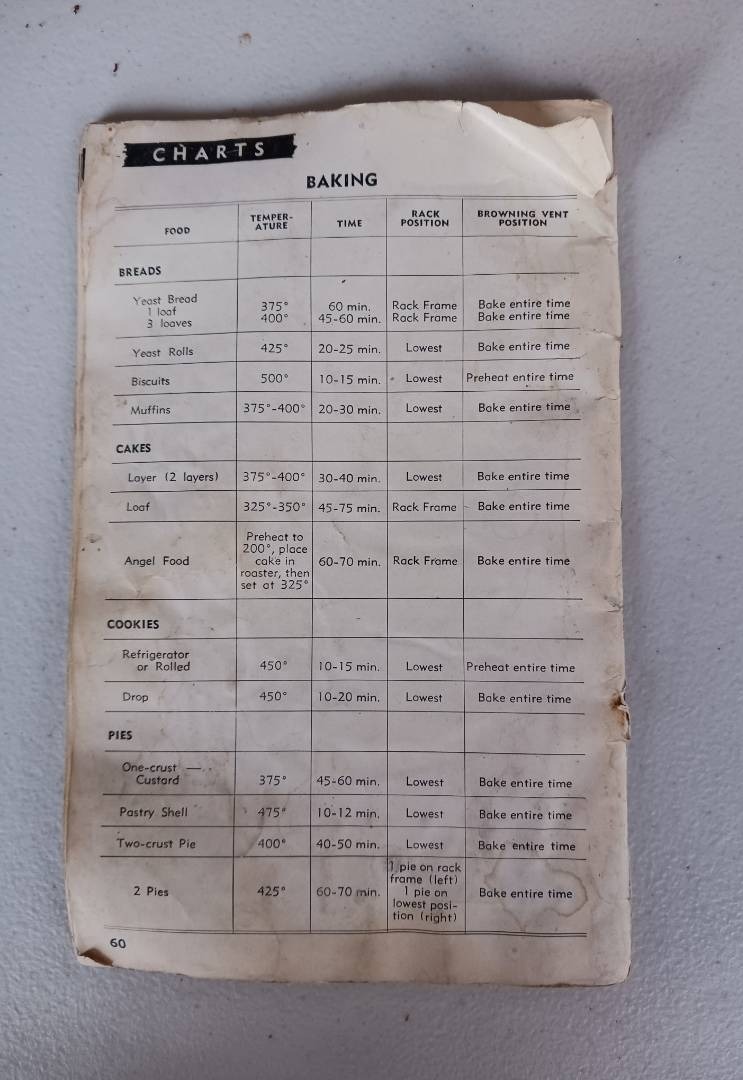 CHARTS
BAKING
FOOD TEMPER-ATURE TIME RACK POSITION BROWNING VENT POSITION
BREADS
Yeast Bread
1 loaf 375° 60 min. Rack Frame Bake entire time
3 loaves 400° 45-60 min. Rack Frame Bake entire time
Yeast Rolls 425° 20-25 min. Lowest Bake entire time
Biscuits 500° 10-15 min. Lowest Preheat entire time
Muffins 375°-400° 20-30 min. Lowest Bake entire time
CAKES
Layer (2 layers) 375°-400° 30-40 min. Lowest Bake entire time
Loaf 325°-350° 45-75 min. Rack Frame Bake entire time
Angel Food Preheat to 200°, place cake in roaster, then set at 325° 60-70 min. Rack Frame Bake entire time
COOKIES
Refrigerator or Rolled 450° 10-15 min. Lowest Preheat entire time
Drop 450° 10-20 min. Lowest Bake entire time
PIES
One-crust — Custard 375° 45-60 min. Lowest Bake entire time
Pastry Shell 475° 10-12 min. Lowest Bake entire time
Two-crust Pie 400° 40-50 min. Lowest Bake entire time
2 Pies 425° 60-70 min. 1 pie on rack frame (left) 1 pie on lowest posi-tion (right) Bake entire time
60